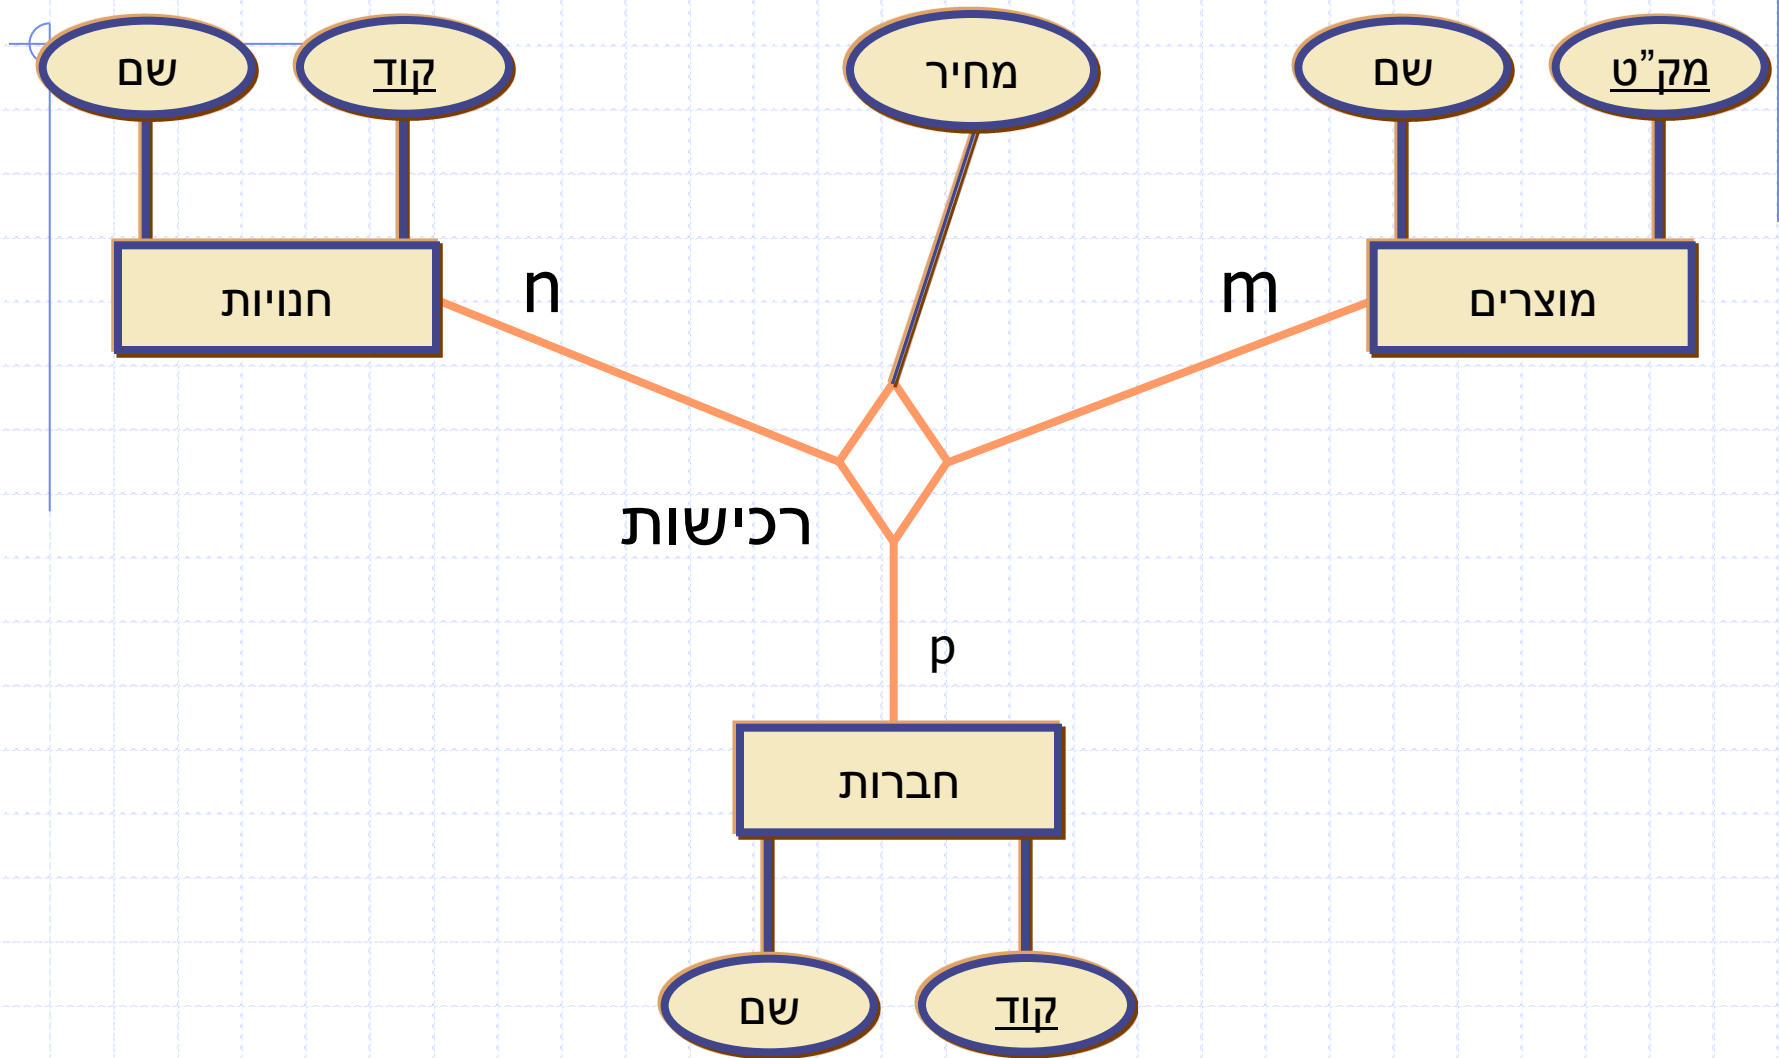 מק”ט
שם
מחיר
קוד
שם
מוצרים
m
n
חנויות
רכישות
p
חברות
קוד
שם